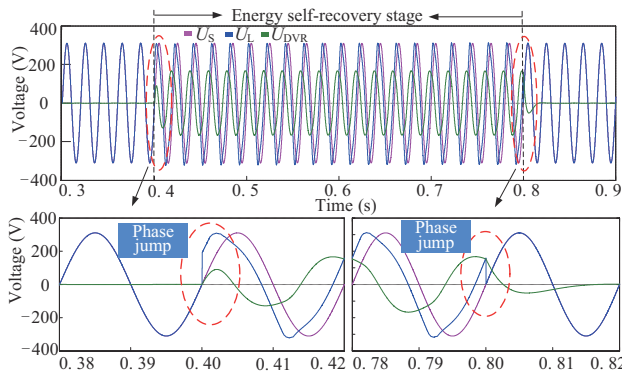 Energy self-recovery stage
U_S U_L U_DVR
Voltage (V)
400
200
0
−200
−400
0. 3 0. 4 0. 5 0. 6 0. 7 0. 8 0. 9
Time (s)
Voltage (V)
400
200
0
−200
−400
Phase jump
Phase jump
0. 38 0. 39 0. 40 0. 41 0. 42
0. 78 0. 79 0. 80 0. 81 0. 82